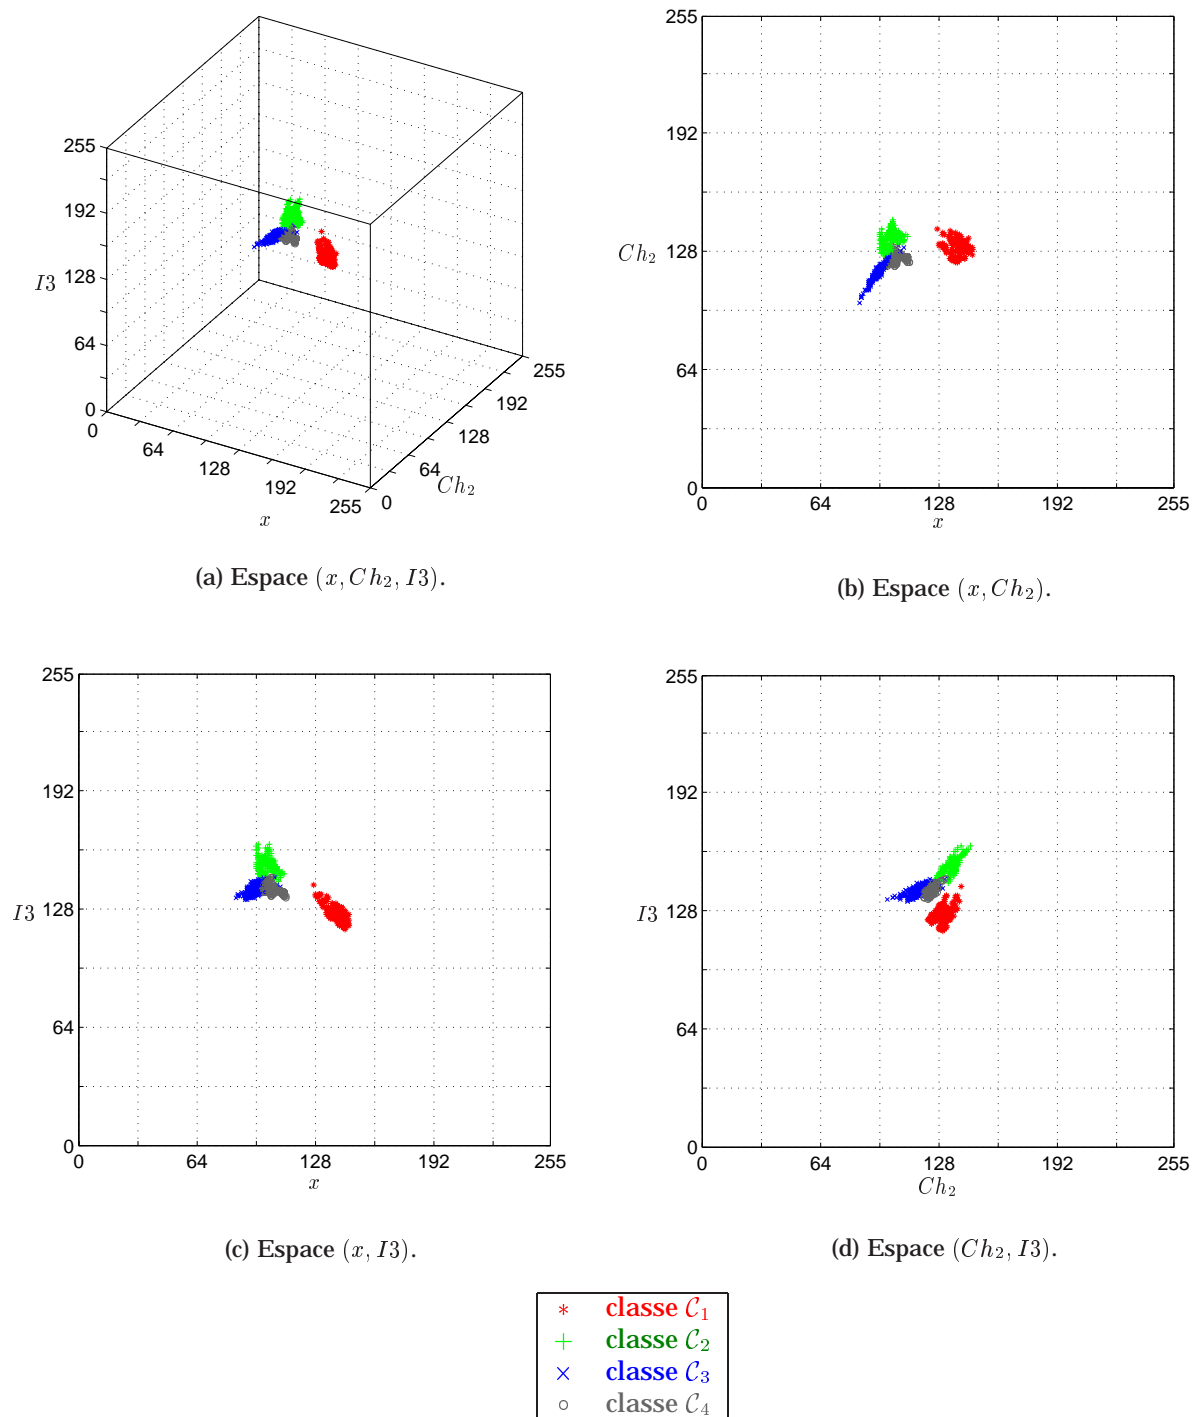 255
192
128
64
0
I3
0
64
128
192
255
x
0
64
128
192
255
Ch₂
(a) Espace (x, Ch₂, I3).
255
192
128
64
0
Ch₂
0
64
128
192
255
x
(b) Espace (x, Ch₂).
255
192
128
64
0
I3
0
64
128
192
255
x
(c) Espace (x, I3).
255
192
128
64
0
I3
0
64
128
192
255
Ch₂
(d) Espace (Ch₂, I3).
classe 𝒞₁
classe 𝒞₂
classe 𝒞₃
classe 𝒞₄